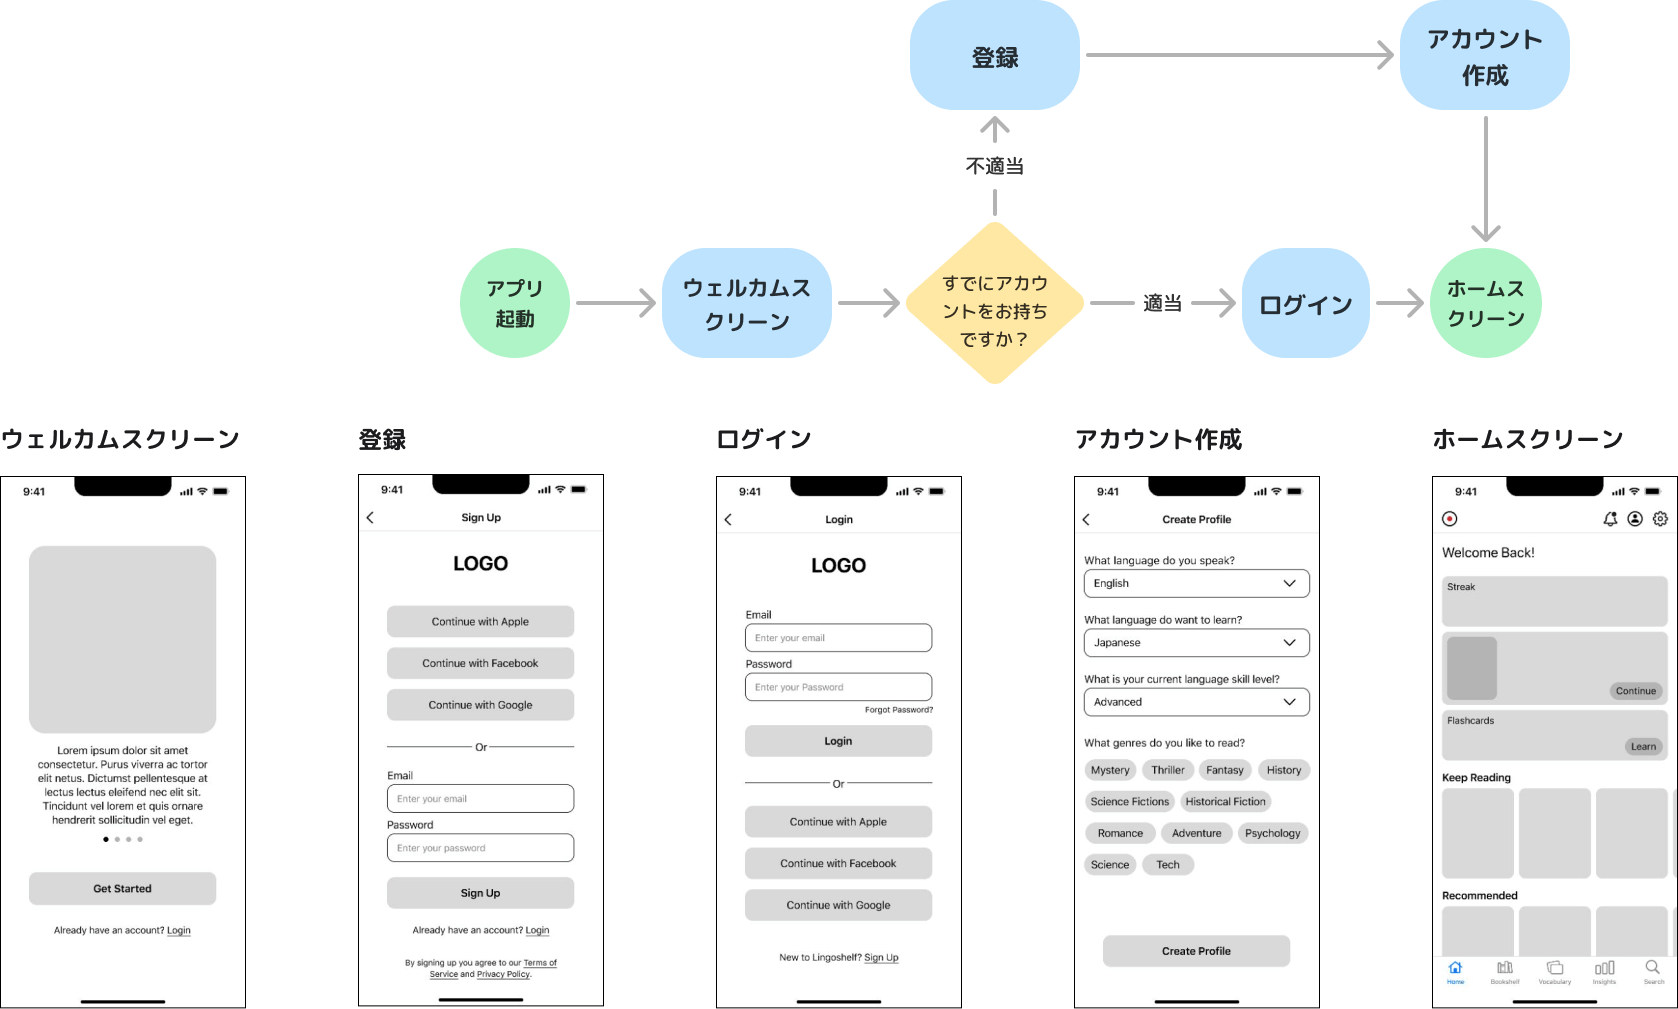 登録
アカウント
作成
不適当
アプリ
起動
ウェルカムス
クリーン
すでにアカウ
ントをお持ち
ですか？
適当
ログイン
ホームス
クリーン
ウェルカムスクリーン
9:41
Lorem ipsum dolor sit amet
consectetur. Purus viverra ac tortor
elit netus. Dictumst pellentesque at
lectus lectus eleifend nec elit sit.
Tincidunt vel lorem et quis ornare
hendrerit sollicitudin vel eget.
Get Started
Already have an account? Login
登録
9:41
Sign Up
LOGO
Continue with Apple
Continue with Facebook
Continue with Google
Or
Email
Enter your email
Password
Enter your password
Sign Up
Already have an account? Login
By signing up you agree to our Terms of
Service and Privacy Policy.
ログイン
9:41
Login
LOGO
Email
Enter your email
Password
Enter your Password
Forgot Password?
Login
Or
Continue with Apple
Continue with Facebook
Continue with Google
New to Lingoshelf? Sign Up
アカウント作成
9:41
Create Profile
What language do you speak?
English
What language do want to learn?
Japanese
What is your current language skill level?
Advanced
What genres do you like to read?
Mystery Thriller Fantasy History
Science Fictions Historical Fiction
Romance Adventure Psychology
Science Tech
Create Profile
ホームスクリーン
9:41
Welcome Back!
Streak
Continue
Flashcards
Learn
Keep Reading
Recommended
Home Bookshelf Vocabulary Insights Search